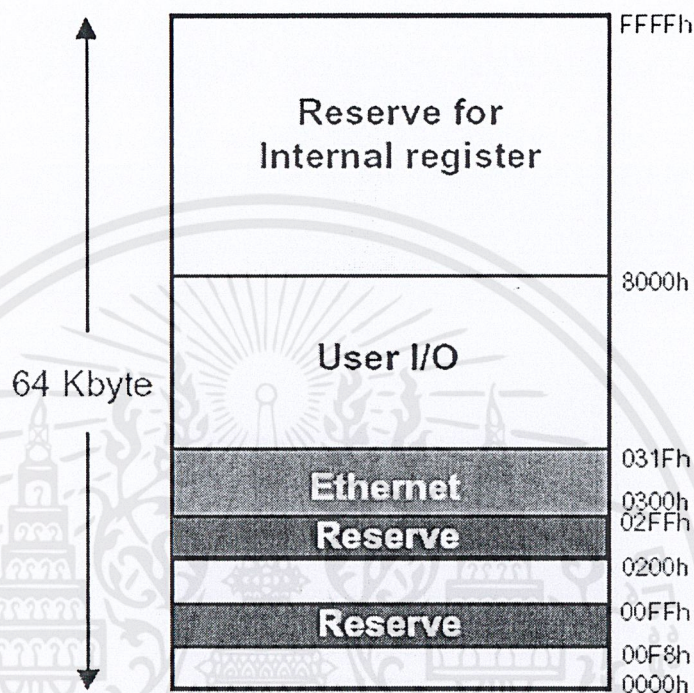 FFFFh
Reserve for
Internal register
8000h
User I/O
64 Kbyte
031Fh
Ethernet
0300h
02FFh
Reserve
0200h
00FFh
Reserve
00F8h
0000h